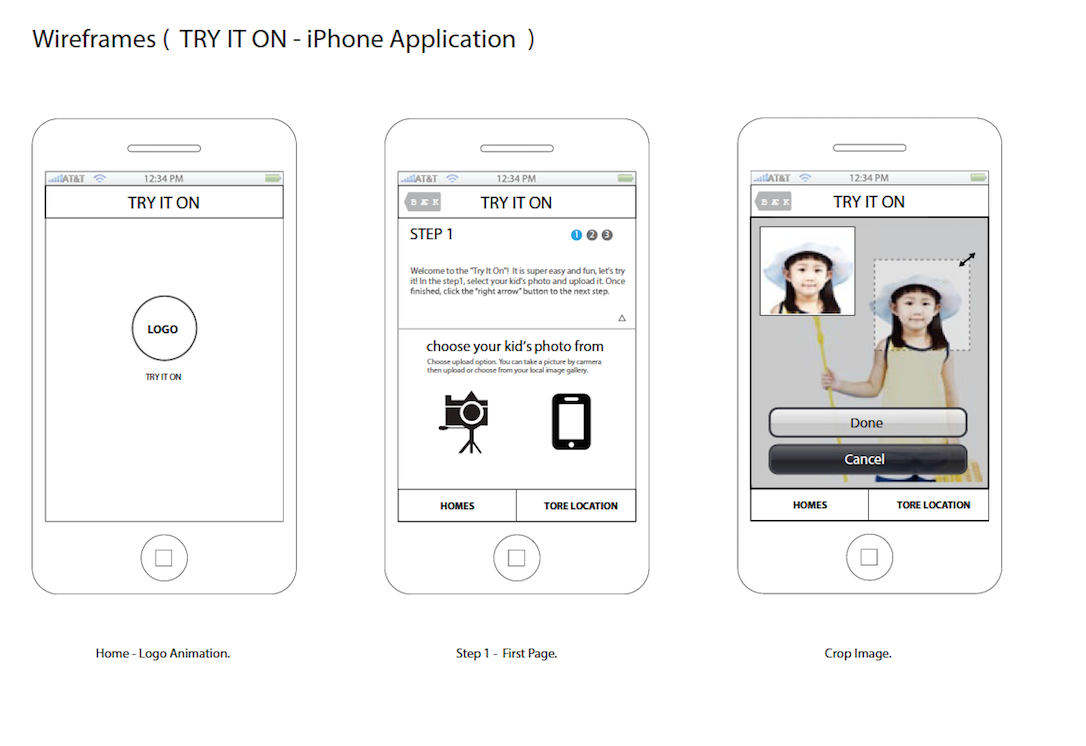 Wireframes ( TRY IT ON - iPhone Application )
AT&T 12:34 PM
TRY IT ON
LOGO
TRY IT ON
Home - Logo Animation.
AT&T 12:34 PM
B Æ K TRY IT ON
STEP 1 1 2 3
Welcome to the "Try It On"! It is super easy and fun, let's try
it! In the step1, select your kid's photo and upload it. Once
finished, click the "right arrow" button to the next step.
choose your kid's photo from
Choose upload option. You can take a picture by carmera
then upload or choose from your local image gallery.
HOMES TORE LOCATION
Step 1 - First Page.
AT&T 12:34 PM
B Æ K TRY IT ON
Done
Cancel
HOMES TORE LOCATION
Crop Image.